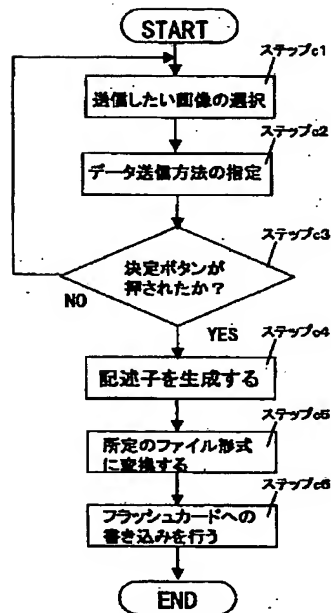 START
ステップc1
送信したい画像の選択
ステップc2
データ送信方法の指定
ステップc3
決定ボタンが
押されたか？
NO
YES
ステップc4
記述子を生成する
ステップc5
所定のファイル形式
に変換する
ステップc6
フラッシュカードへの
書き込みを行う
END